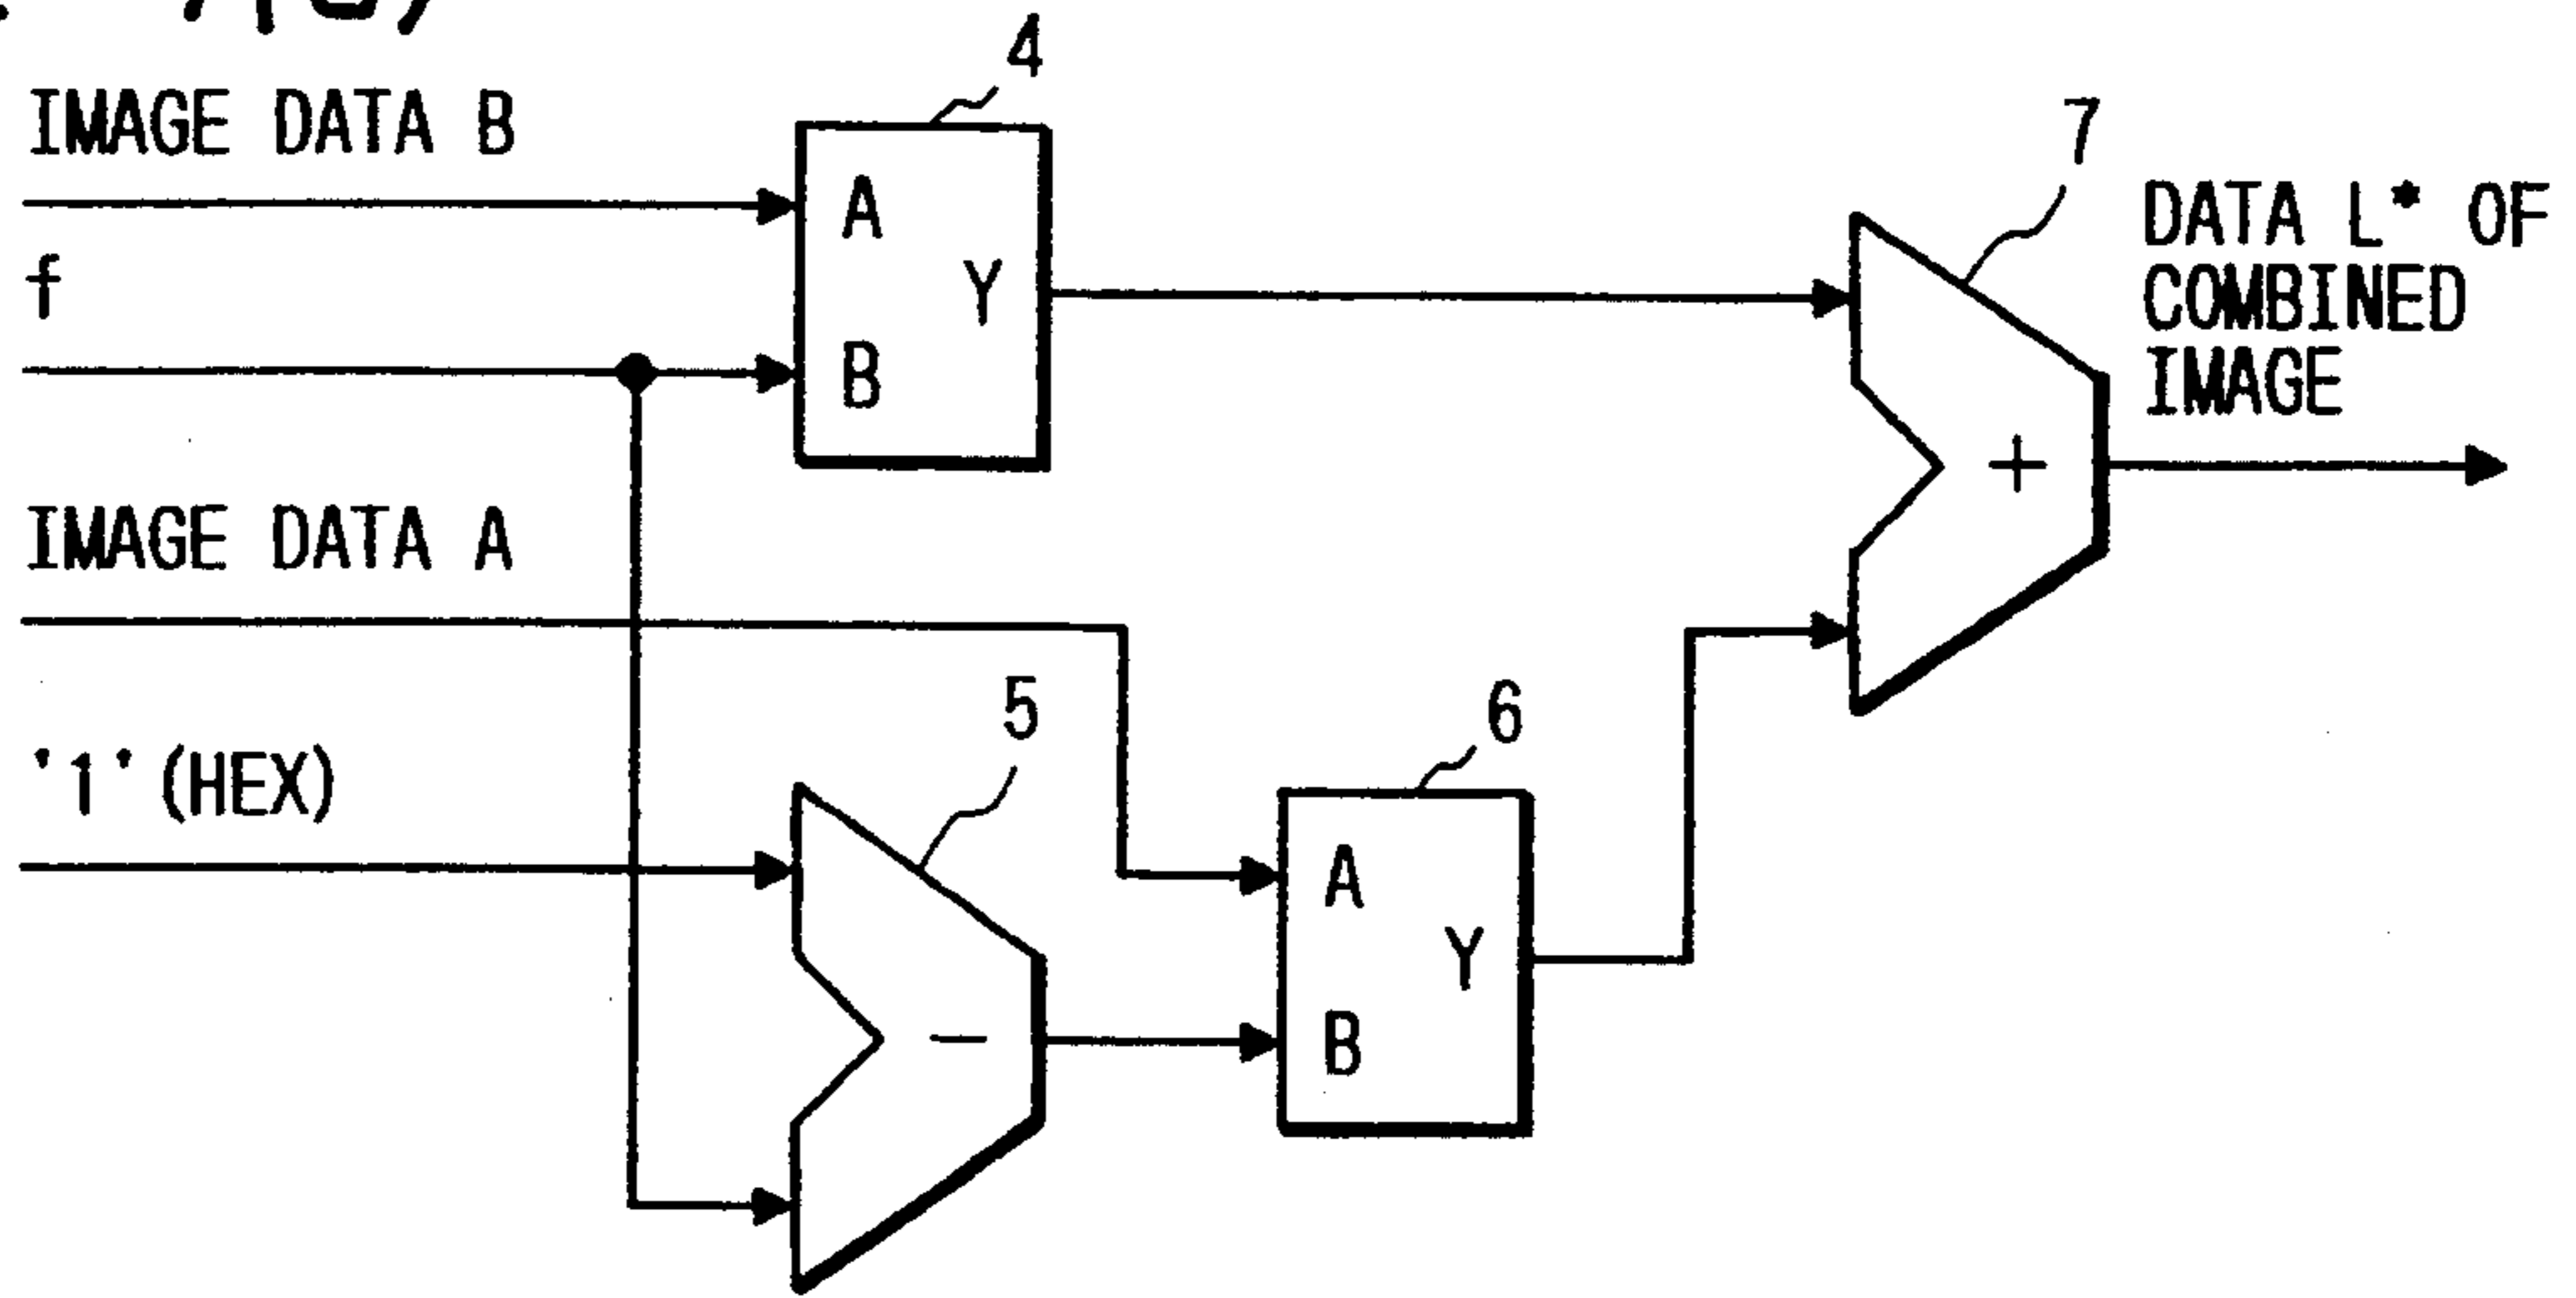 4
IMAGE DATA B
7
A
DATA L* OF
f
Y
COMBINED
B
IMAGE
+
IMAGE DATA A
5
6
'1' (HEX)
A
Y
-
B